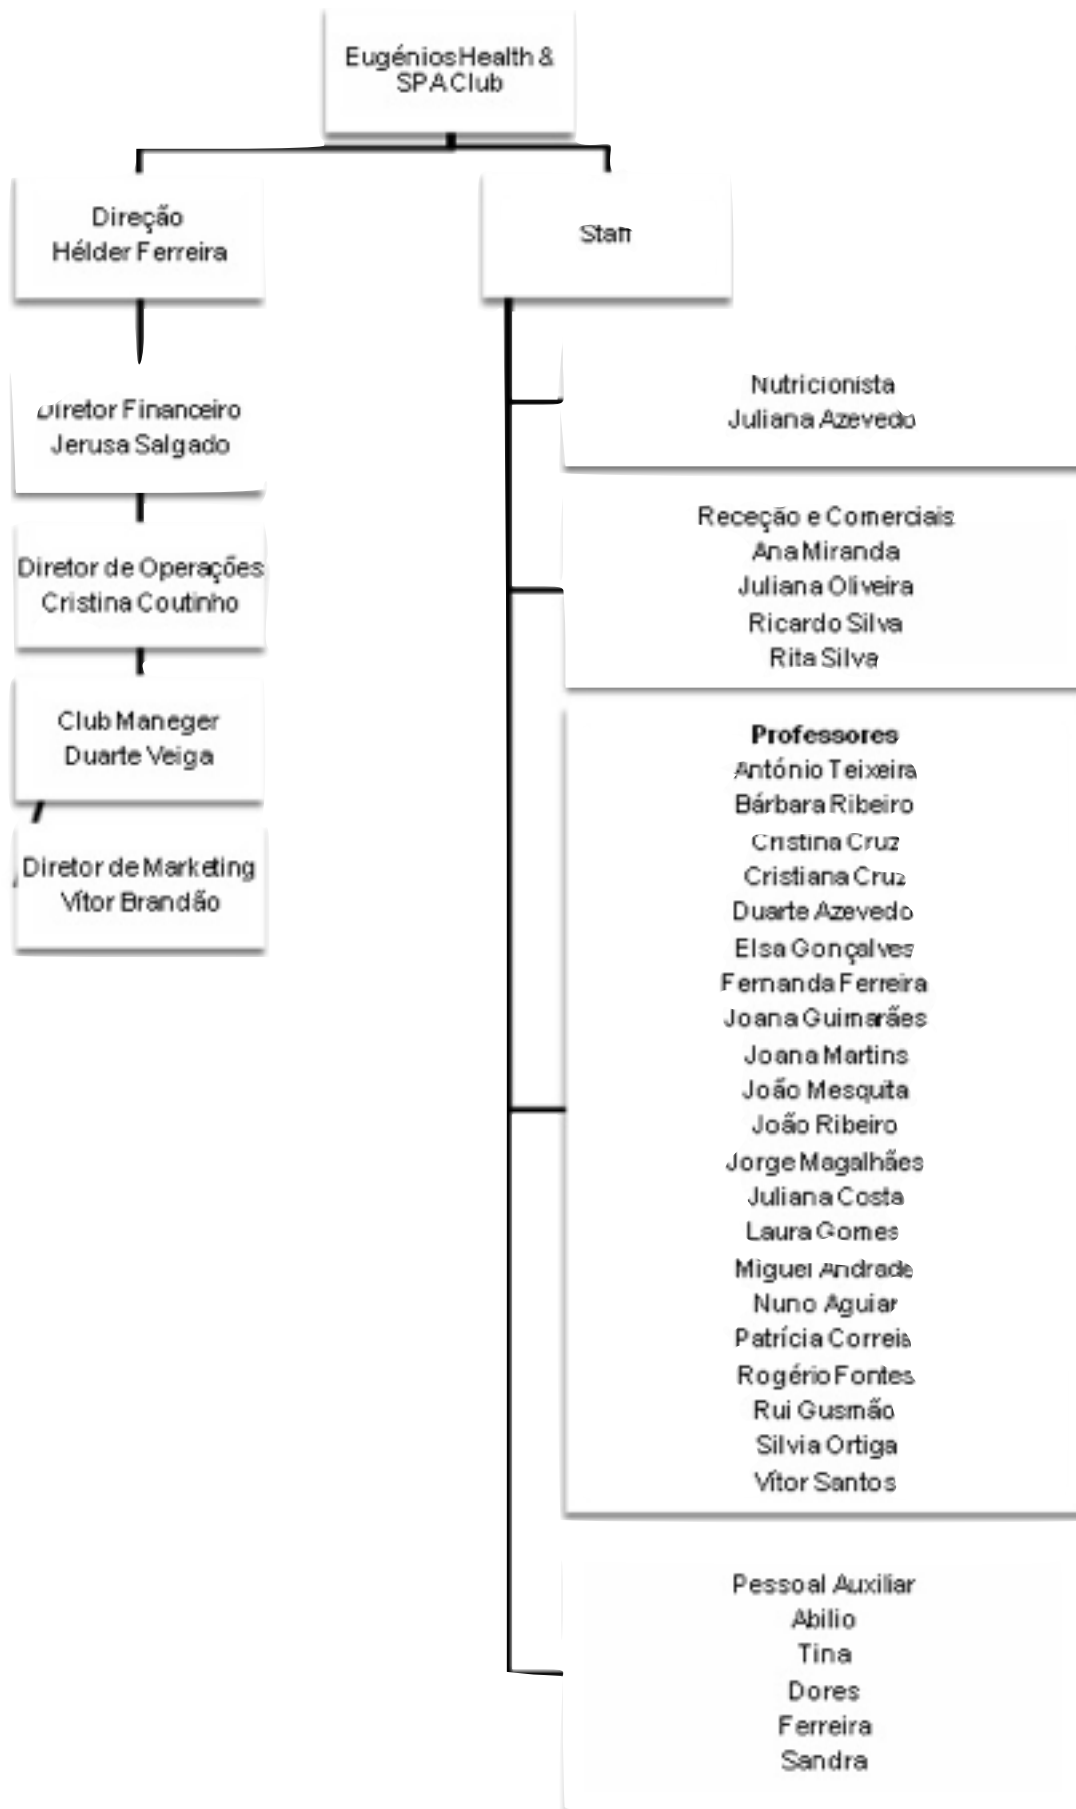 Eugénios Health &
SPA Club
Direção
Hélder Ferreira
Staff
Diretor Financeiro
Jerusa Salgado
Diretor de Operações
Cristina Coutinho
Club Maneger
Duarte Veiga
Diretor de Marketing
Vítor Brandão
Nutricionista
Juliana Azevedo
Receção e Comerciais
Ana Miranda
Juliana Oliveira
Ricardo Silva
Rita Silva
Professores
António Teixeira
Bárbara Ribeiro
Cristina Cruz
Cristiana Cruz
Duarte Azevedo
Elsa Gonçalves
Fernanda Ferreira
Joana Guimarães
Joana Martins
João Mesquita
João Ribeiro
Jorge Magalhães
Juliana Costa
Laura Gomes
Miguel Andrade
Nuno Aguiar
Patrícia Correia
Rogério Fontes
Rui Gusmão
Silvia Ortiga
Vítor Santos
Pessoal Auxiliar
Abilio
Tina
Dores
Ferreira
Sandra